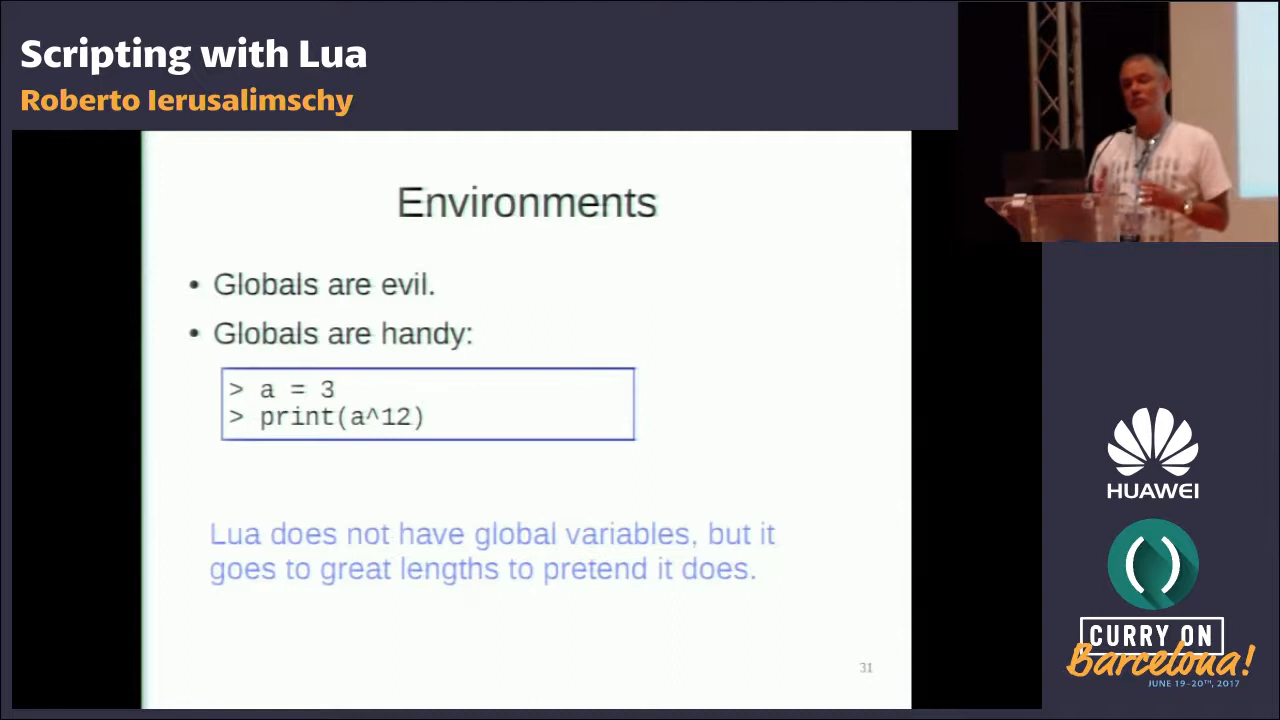 Scripting with Lua
Roberto Ierusalimschy
Environments
• Globals are evil.
• Globals are handy:
> a = 3
> print(a^12)
Lua does not have global variables, but it
goes to great lengths to pretend it does.
31
HUAWEI
CURRY ON
Barcelona!
JUNE 19-20TH, 2017